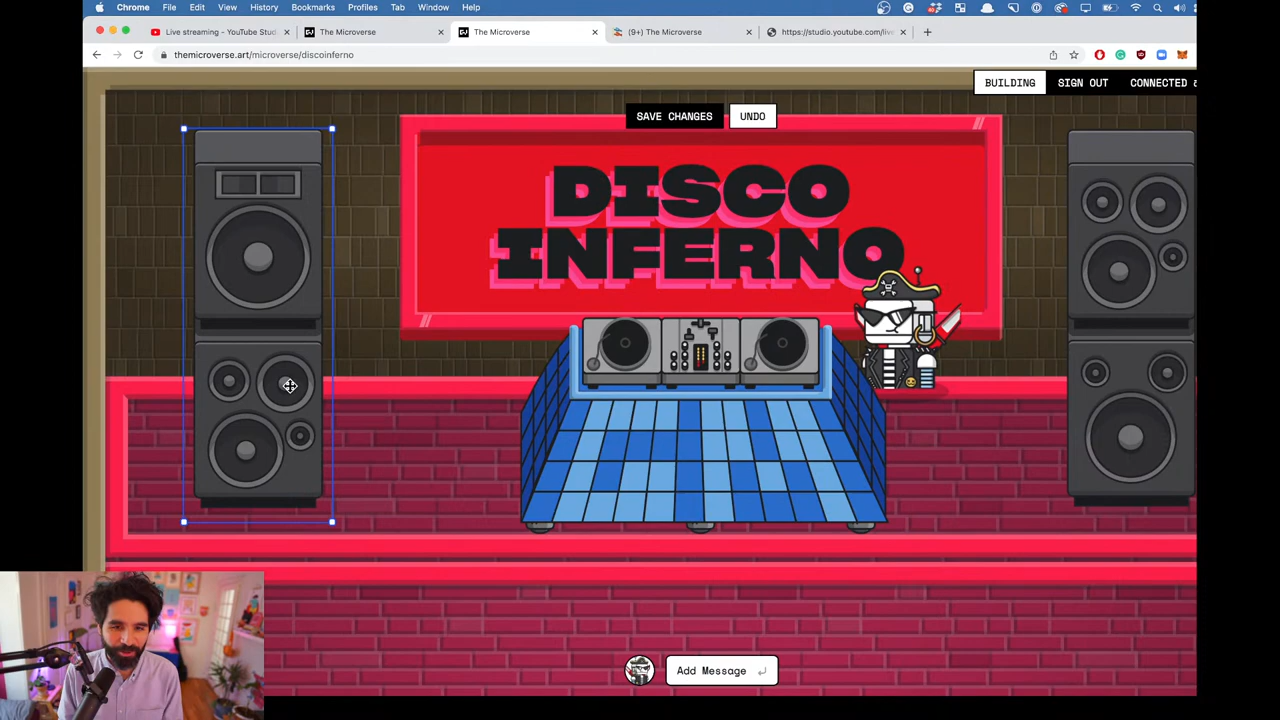 Chrome File Edit View History Bookmarks Profiles Tab Window Help
Live streaming - YouTube Stud
The Microverse
The Microverse
(9+) The Microverse
https://studio.youtube.com/live
themicroverse.art/microverse/discoinferno
BUILDING SIGN OUT CONNECTED
SAVE CHANGES UNDO
DISCO
INFERNO
Add Message